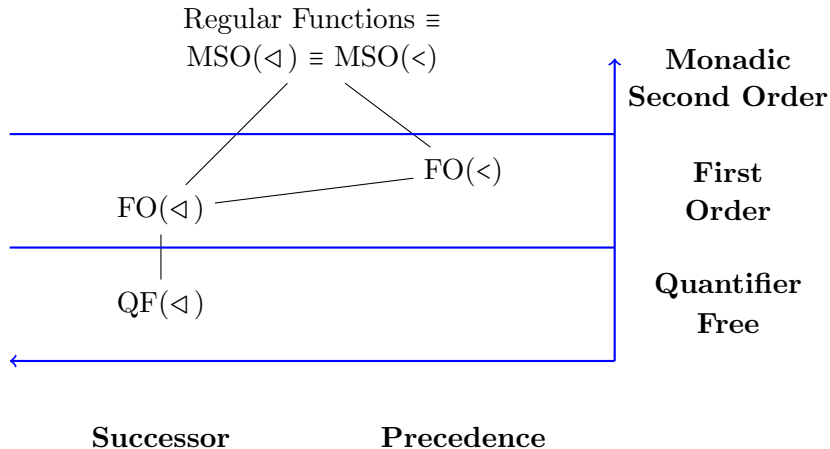 Regular Functions ≡
MSO(◁) ≡ MSO(<)
Monadic
Second Order
FO(<)
First
Order
FO(◁)
QF(◁)
Quantifier
Free
Successor
Precedence